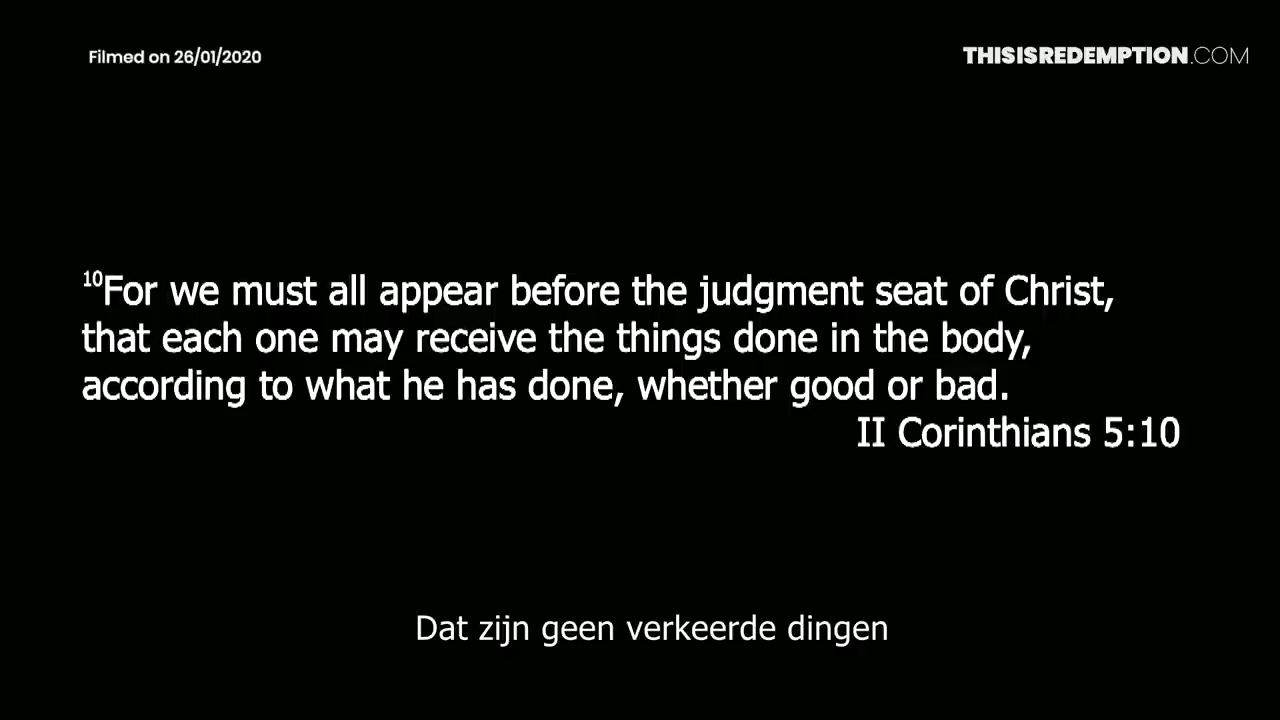 Filmed on 26/01/2020
THISISREDEMPTION.COM
10For we must all appear before the judgment seat of Christ,
that each one may receive the things done in the body,
according to what he has done, whether good or bad.
II Corinthians 5:10
Dat zijn geen verkeerde dingen